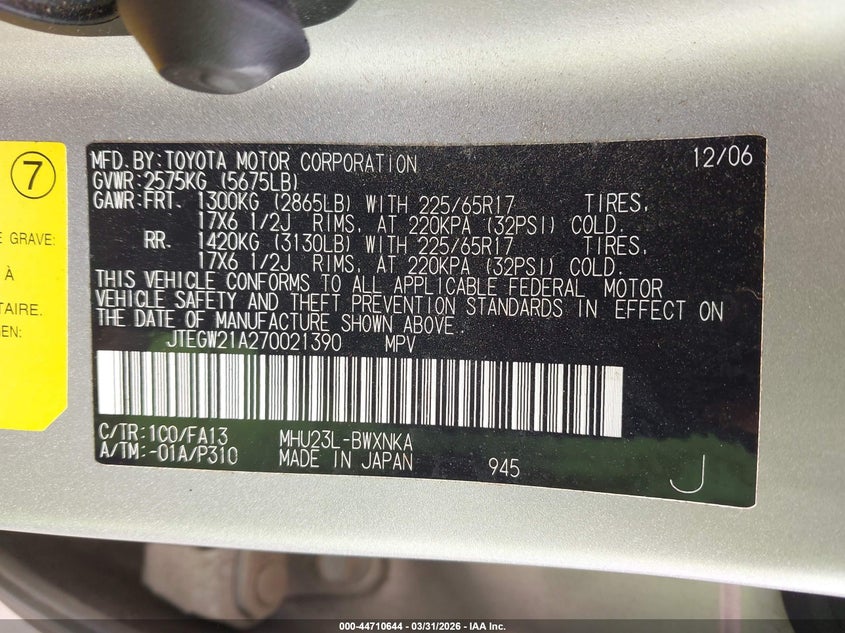 7
E GRAVE:
À
TAIRE.
EN:
MFD. BY: TOYOTA MOTOR CORPORATION 12/06
GVWR: 2575KG (5675LB)
GAWR: FRT. 1300KG (2865LB) WITH 225/65R17 TIRES,
17X6 1/2J RIMS, AT 220KPA (32PSI) COLD.
RR. 1420KG (3130LB) WITH 225/65R17 TIRES,
17X6 1/2J RIMS, AT 220KPA (32PSI) COLD.
THIS VEHICLE CONFORMS TO ALL APPLICABLE FEDERAL MOTOR
VEHICLE SAFETY AND THEFT PREVENTION STANDARDS IN EFFECT ON
THE DATE OF MANUFACTURE SHOWN ABOVE.
JTEGW21A270021390 MPV
C/TR: 1C0/FA13 MHU23L-BWXNKA
A/TM: -01A/P310 MADE IN JAPAN 945
J
000-44710644 - 03/31/2026 - IAA Inc.